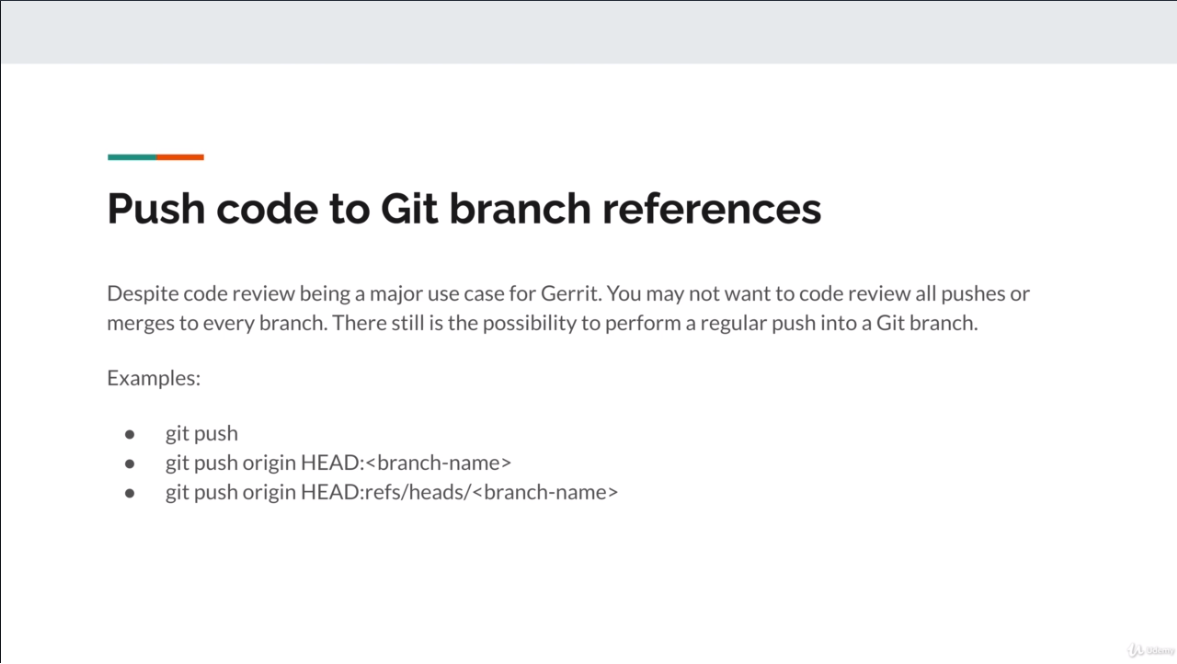 Push code to Git branch references
Despite code review being a major use case for Gerrit. You may not want to code review all pushes or
merges to every branch. There still is the possibility to perform a regular push into a Git branch.
Examples:
● git push
● git push origin HEAD:<branch-name>
● git push origin HEAD:refs/heads/<branch-name>
Udemy